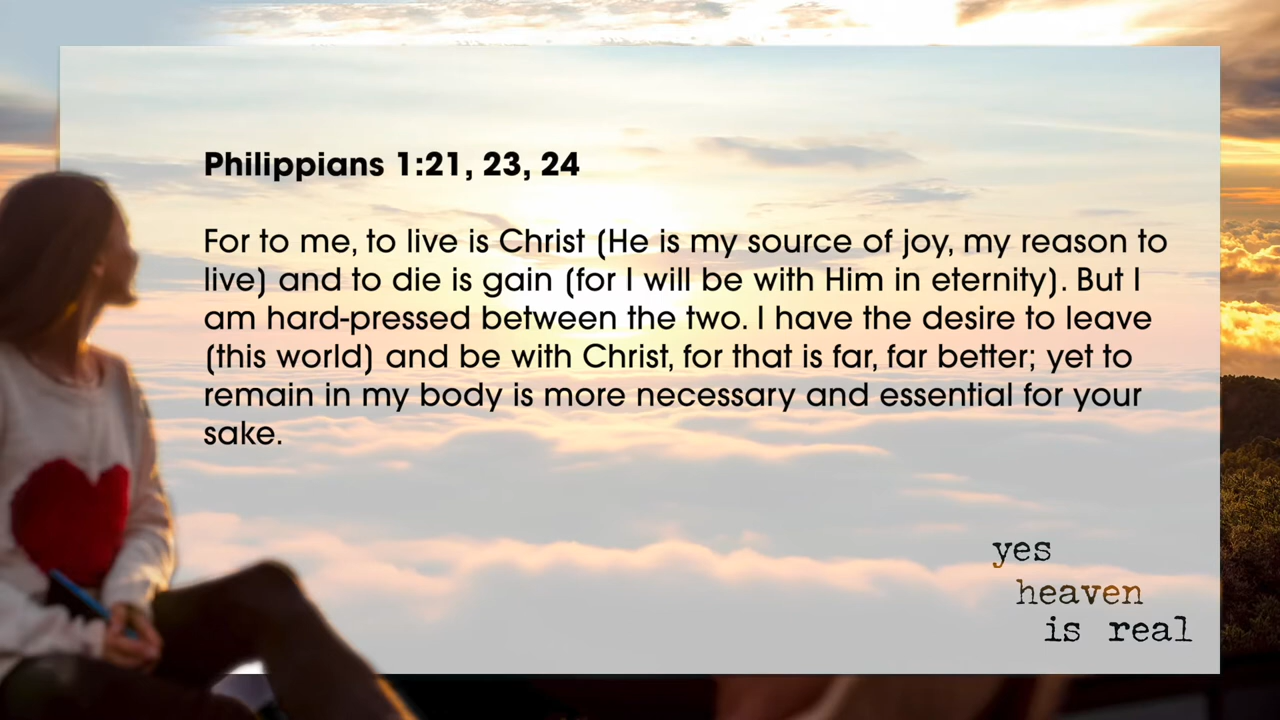 Philippians 1:21, 23, 24
For to me, to live is Christ (He is my source of joy, my reason to
live) and to die is gain (for I will be with Him in eternity). But I
am hard-pressed between the two. I have the desire to leave
(this world) and be with Christ, for that is far, far better; yet to
remain in my body is more necessary and essential for your
sake.
yes
heaven
is real